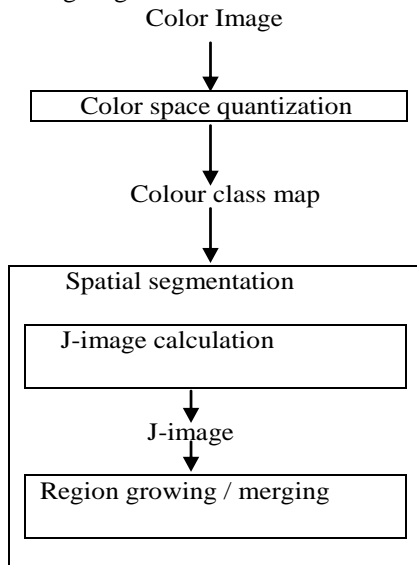 Color Image
Color space quantization
Colour class map
Spatial segmentation
J-image calculation
J-image
Region growing / merging